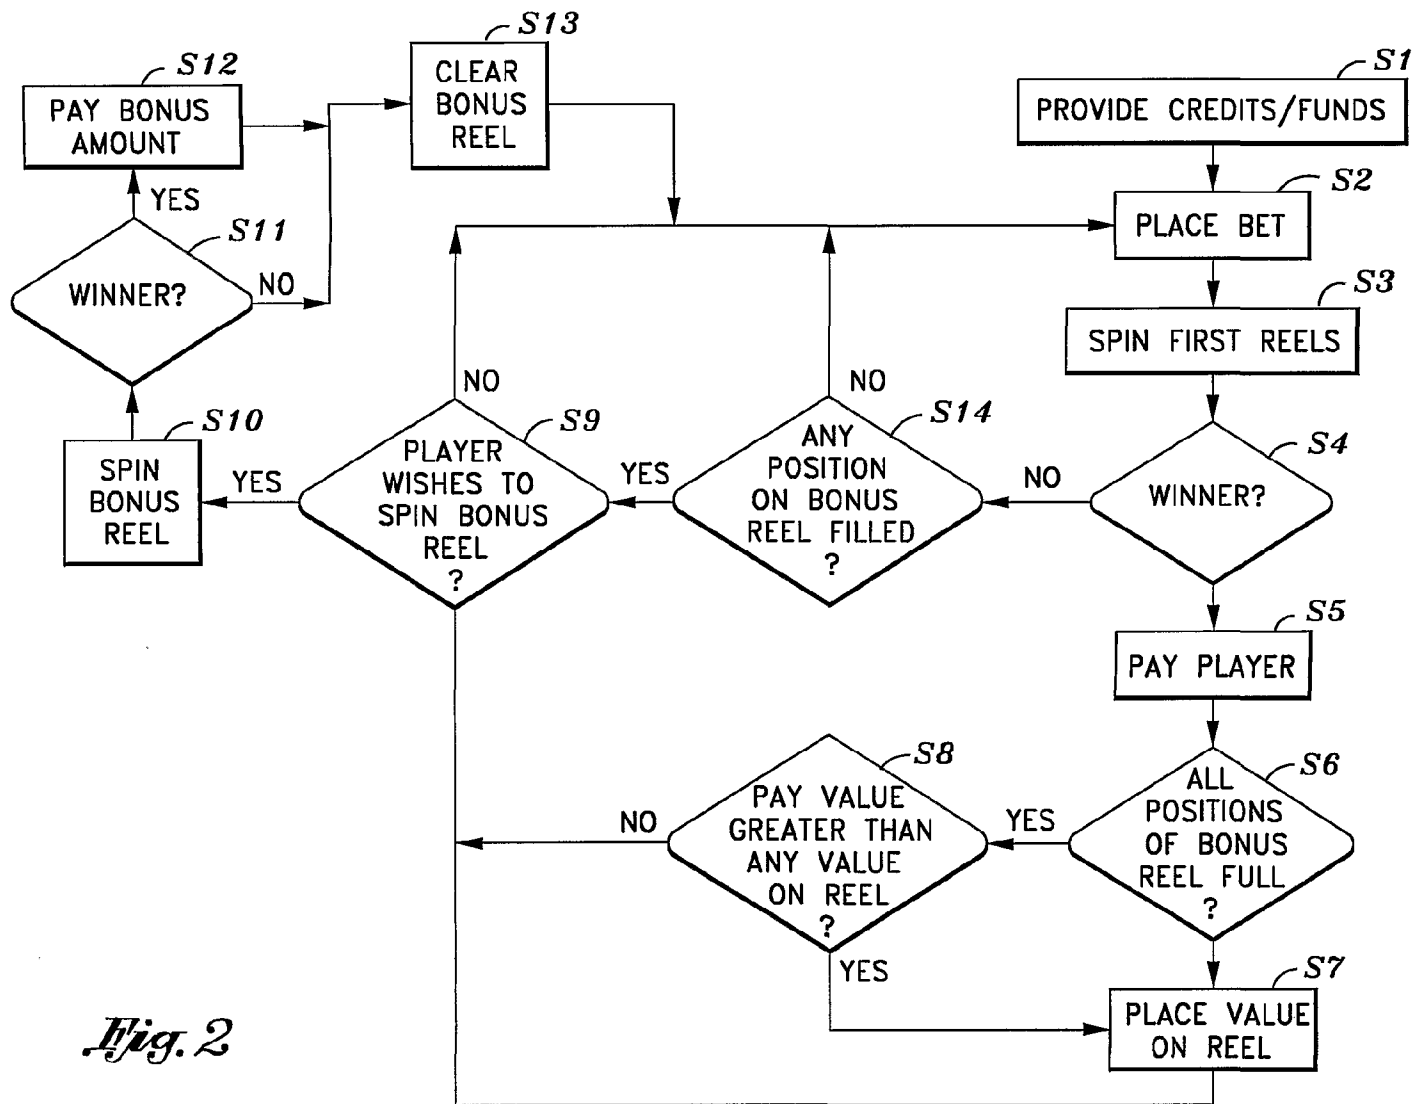 S13
CLEAR
BONUS
REEL
S12
PAY BONUS
AMOUNT
YES
S11
WINNER?
NO
S10
SPIN
BONUS
REEL
YES
S9
PLAYER
WISHES TO
SPIN BONUS
REEL
?
NO
YES
S14
ANY
POSITION
ON BONUS
REEL FILLED
?
NO
NO
S1
PROVIDE CREDITS/FUNDS
S2
PLACE BET
S3
SPIN FIRST REELS
S4
WINNER?
S5
PAY PLAYER
S6
ALL
POSITIONS
OF BONUS
REEL FULL
?
YES
S8
PAY VALUE
GREATER THAN
ANY VALUE
ON REEL
?
NO
YES
S7
PLACE VALUE
ON REEL
Fig. 2